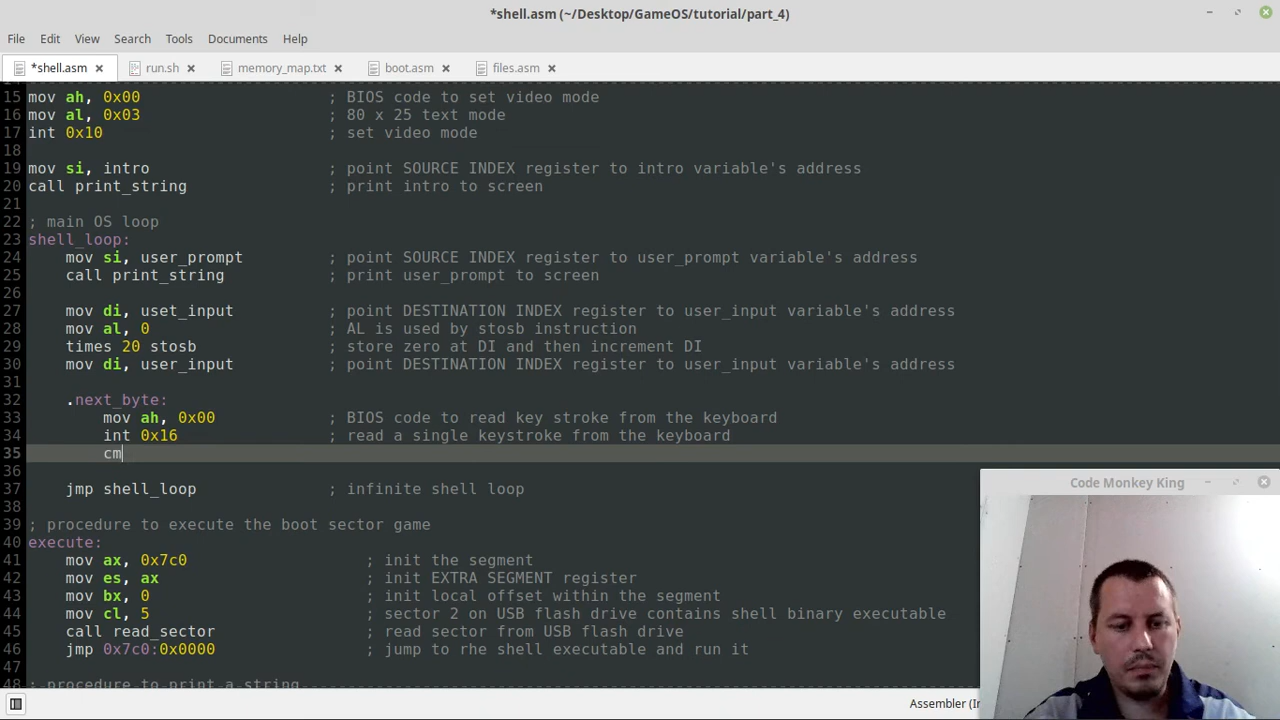 *shell.asm (~/Desktop/GameOS/tutorial/part_4)
File Edit View Search Tools Documents Help
*shell.asm run.sh memory_map.txt boot.asm files.asm
15 mov ah, 0x00 ; BIOS code to set video mode
16 mov al, 0x03 ; 80 x 25 text mode
17 int 0x10 ; set video mode
18
19 mov si, intro ; point SOURCE INDEX register to intro variable's address
20 call print_string ; print intro to screen
21
22 ; main OS loop
23 shell_loop:
24 mov si, user_prompt ; point SOURCE INDEX register to user_prompt variable's address
25 call print_string ; print user_prompt to screen
26
27 mov di, uset_input ; point DESTINATION INDEX register to user_input variable's address
28 mov al, 0 ; AL is used by stosb instruction
29 times 20 stosb ; store zero at DI and then increment DI
30 mov di, user_input ; point DESTINATION INDEX register to user_input variable's address
31
32 .next_byte:
33 mov ah, 0x00 ; BIOS code to read key stroke from the keyboard
34 int 0x16 ; read a single keystroke from the keyboard
35 cm
36
37 jmp shell_loop ; infinite shell loop
38
39 ; procedure to execute the boot sector game
40 execute:
41 mov ax, 0x7c0 ; init the segment
42 mov es, ax ; init EXTRA SEGMENT register
43 mov bx, 0 ; init local offset within the segment
44 mov cl, 5 ; sector 2 on USB flash drive contains shell binary executable
45 call read_sector ; read sector from USB flash drive
46 jmp 0x7c0:0x0000 ; jump to rhe shell executable and run it
47
48 ; procedure to print a string
Code Monkey King
Assembler (In